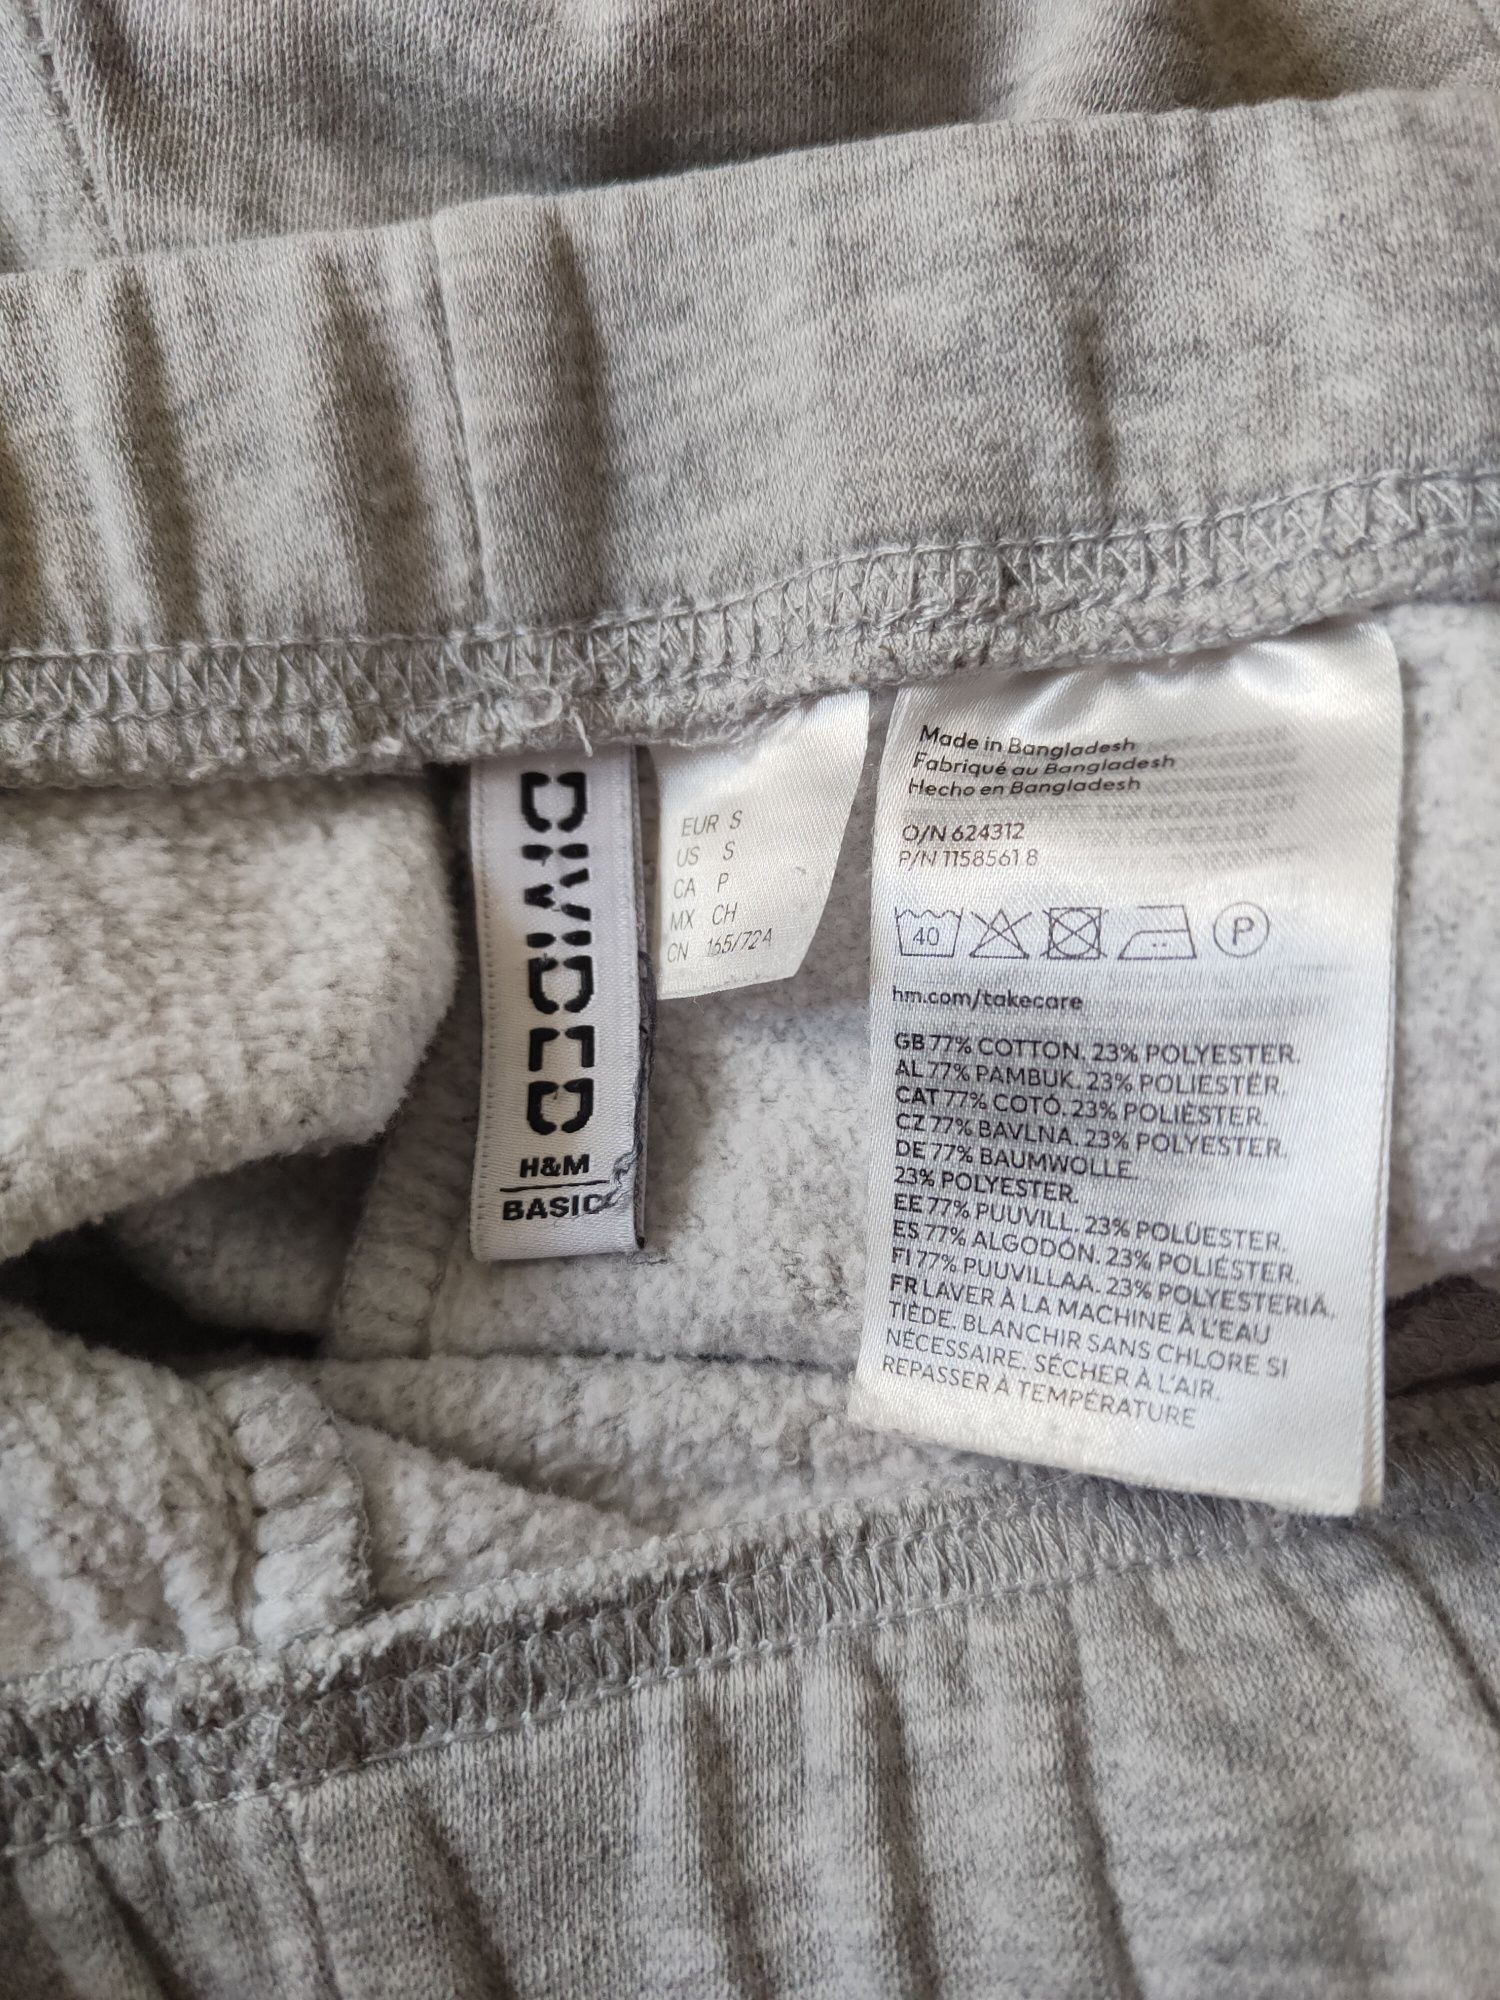 DIVIDED
H&M
BASIC
EUR S
US S
CA P
MX CH
CN 165/72A
Made in Bangladesh
Fabriqué au Bangladesh
Hecho en Bangladesh
O/N 624312
P/N 1158561 8
40
P
hm.com/takecare
GB 77% COTTON. 23% POLYESTER.
AL 77% PAMBUK. 23% POLIESTËR.
CAT 77% COTÓ. 23% POLIÈSTER.
CZ 77% BAVLNA. 23% POLYESTER.
DE 77% BAUMWOLLE.
23% POLYESTER.
EE 77% PUUVILL. 23% POLÜESTER.
ES 77% ALGODÓN. 23% POLIÉSTER.
FI 77% PUUVILLAA. 23% POLYESTERIÄ.
FR LAVER À LA MACHINE À L'EAU
TIÈDE. BLANCHIR SANS CHLORE SI
NÉCESSAIRE. SÉCHER À L'AIR.
REPASSER À TEMPÉRATURE